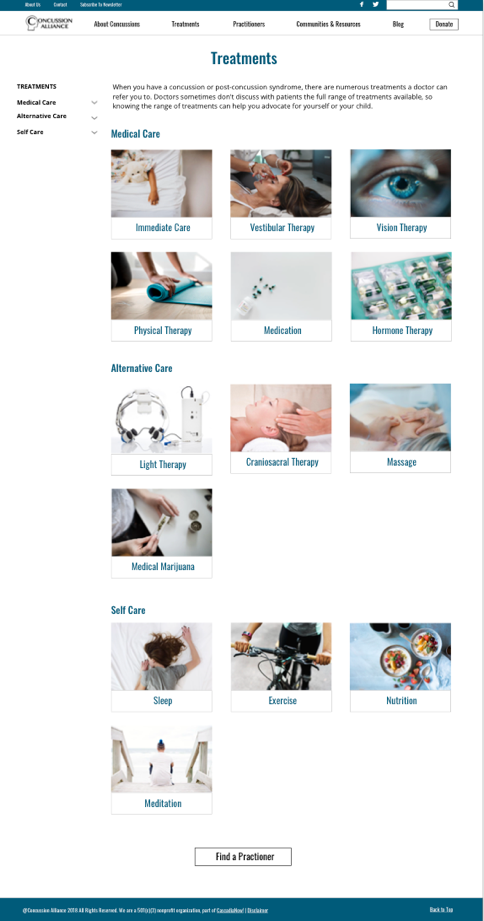 About Us Contact Subscribe To Newsletter
CONCUSSION
ALLIANCE
About Concussions Treatments Practitioners Communities & Resources Blog Donate
Treatments
TREATMENTS
Medical Care
Alternative Care
Self Care
When you have a concussion or post-concussion syndrome, there are numerous treatments a doctor can
refer you to. Doctors sometimes don't discuss with patients the full range of treatments available, so
knowing the range of treatments can help you advocate for yourself or your child.
Medical Care
Immediate Care Vestibular Therapy Vision Therapy
Physical Therapy Medication Hormone Therapy
Alternative Care
Light Therapy Craniosacral Therapy Massage
Medical Marijuana
Self Care
Sleep Exercise Nutrition
Meditation
Find a Practioner
@Concussion Alliance 2018 All Rights Reserved. We are a 501(c)(3) nonprofit organization, part of CascadiaNow! | Disclaimer Back to Top